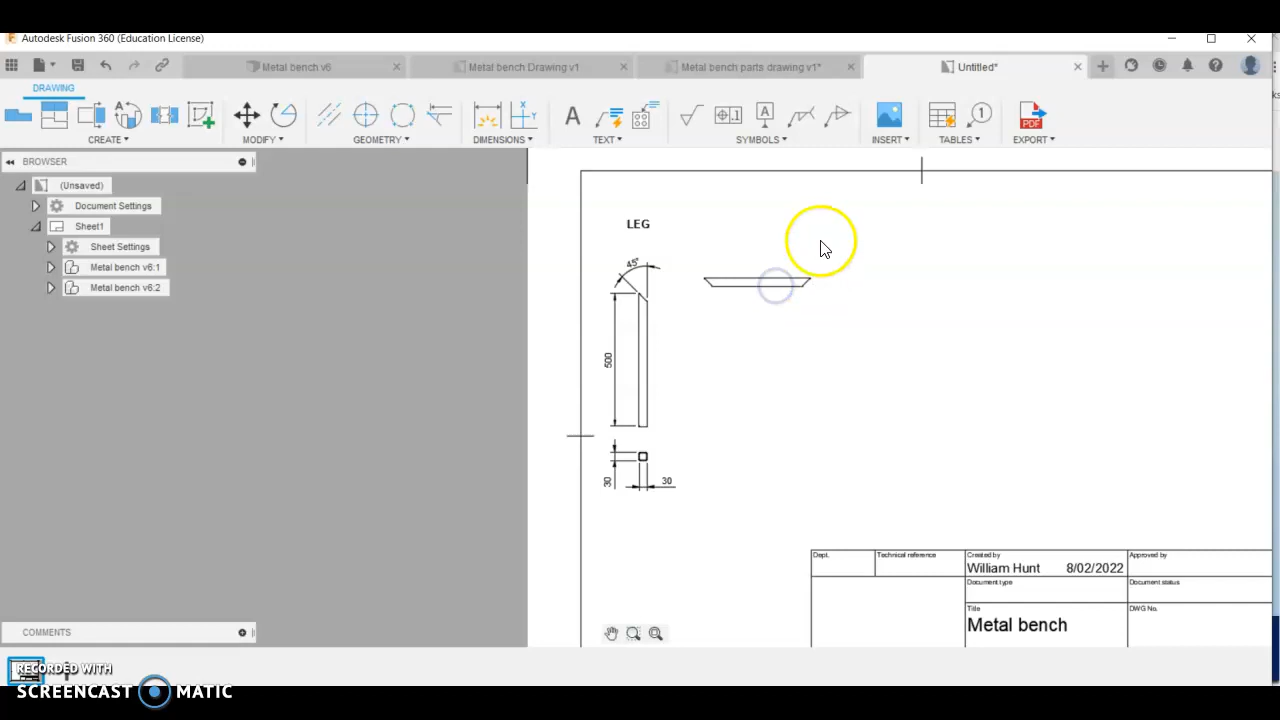 Autodesk Fusion 360 (Education License)
Metal bench v6
Metal bench Drawing v1
Metal bench parts drawing v1*
Untitled*
DRAWING
CREATE
MODIFY
GEOMETRY
DIMENSIONS
TEXT
SYMBOLS
INSERT
TABLES
EXPORT
BROWSER
(Unsaved)
Document Settings
Sheet1
Sheet Settings
Metal bench v6:1
Metal bench v6:2
LEG
45°
500
30
30
Dept.
Technical reference
Created by
Approved by
William Hunt 8/02/2022
Document type
Document status
Title
DWG No.
Metal bench
COMMENTS
RECORDED WITH
SCREENCAST MATIC